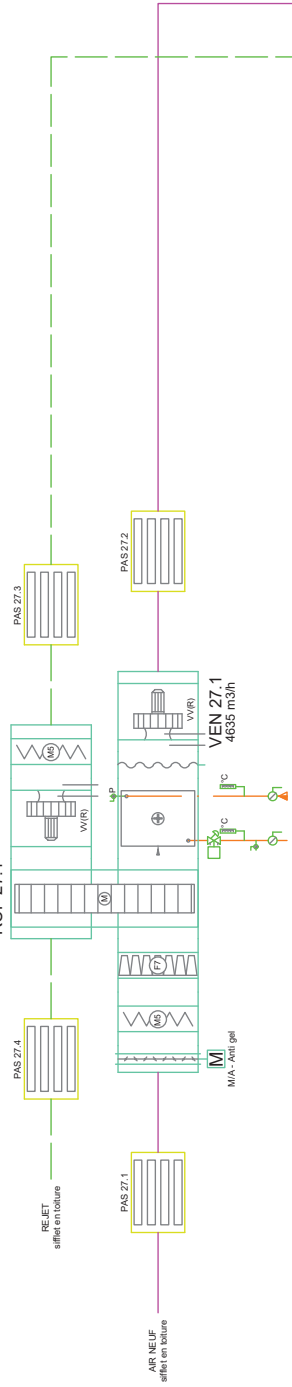 REJET
sifflet en toiture
PAS 27.4
VV(R)
M5
PAS 27.3
AIR NEUF
sifflet en toiture
PAS 27.1
M
M/A - Anti gel
M5
F7
M
P
°C
°C
VV(R)
VEN 27.1
4635 m3/h
PAS 27.2